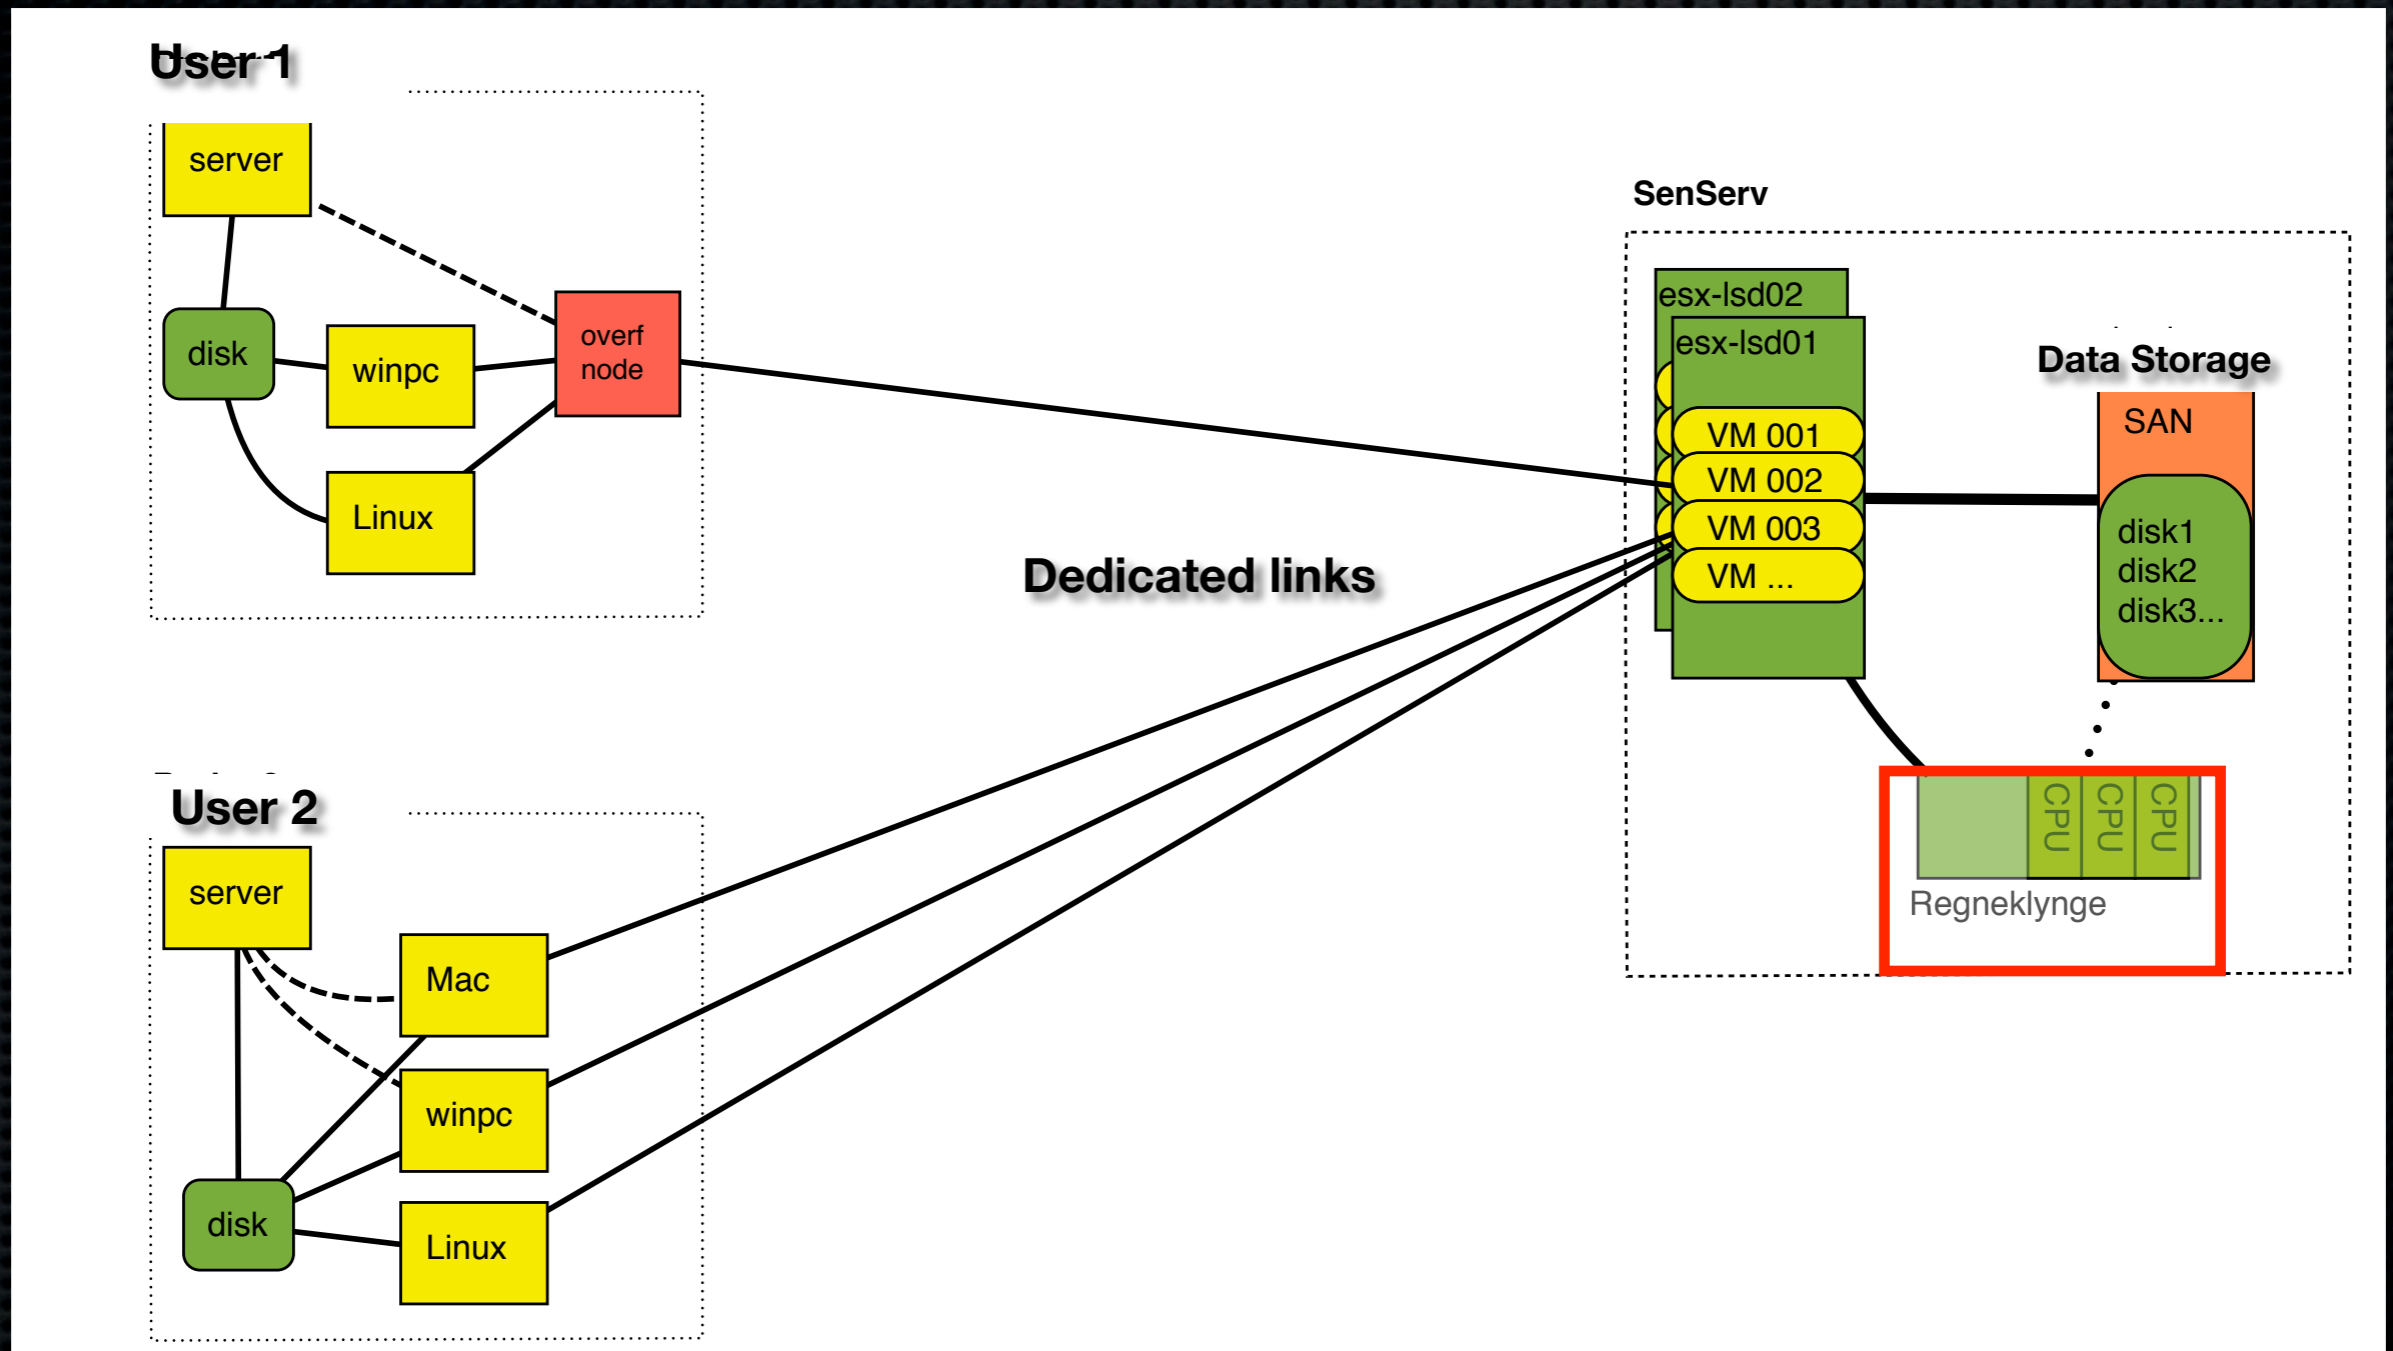 User 1
server
disk
winpc
Linux
overf
node
User 2
server
Mac
winpc
Linux
disk
Dedicated links
SenServ
esx-lsd02
esx-lsd01
VM 001
VM 002
VM 003
VM ...
Data Storage
SAN
disk1
disk2
disk3...
CPU
CPU
CPU
Regneklynge